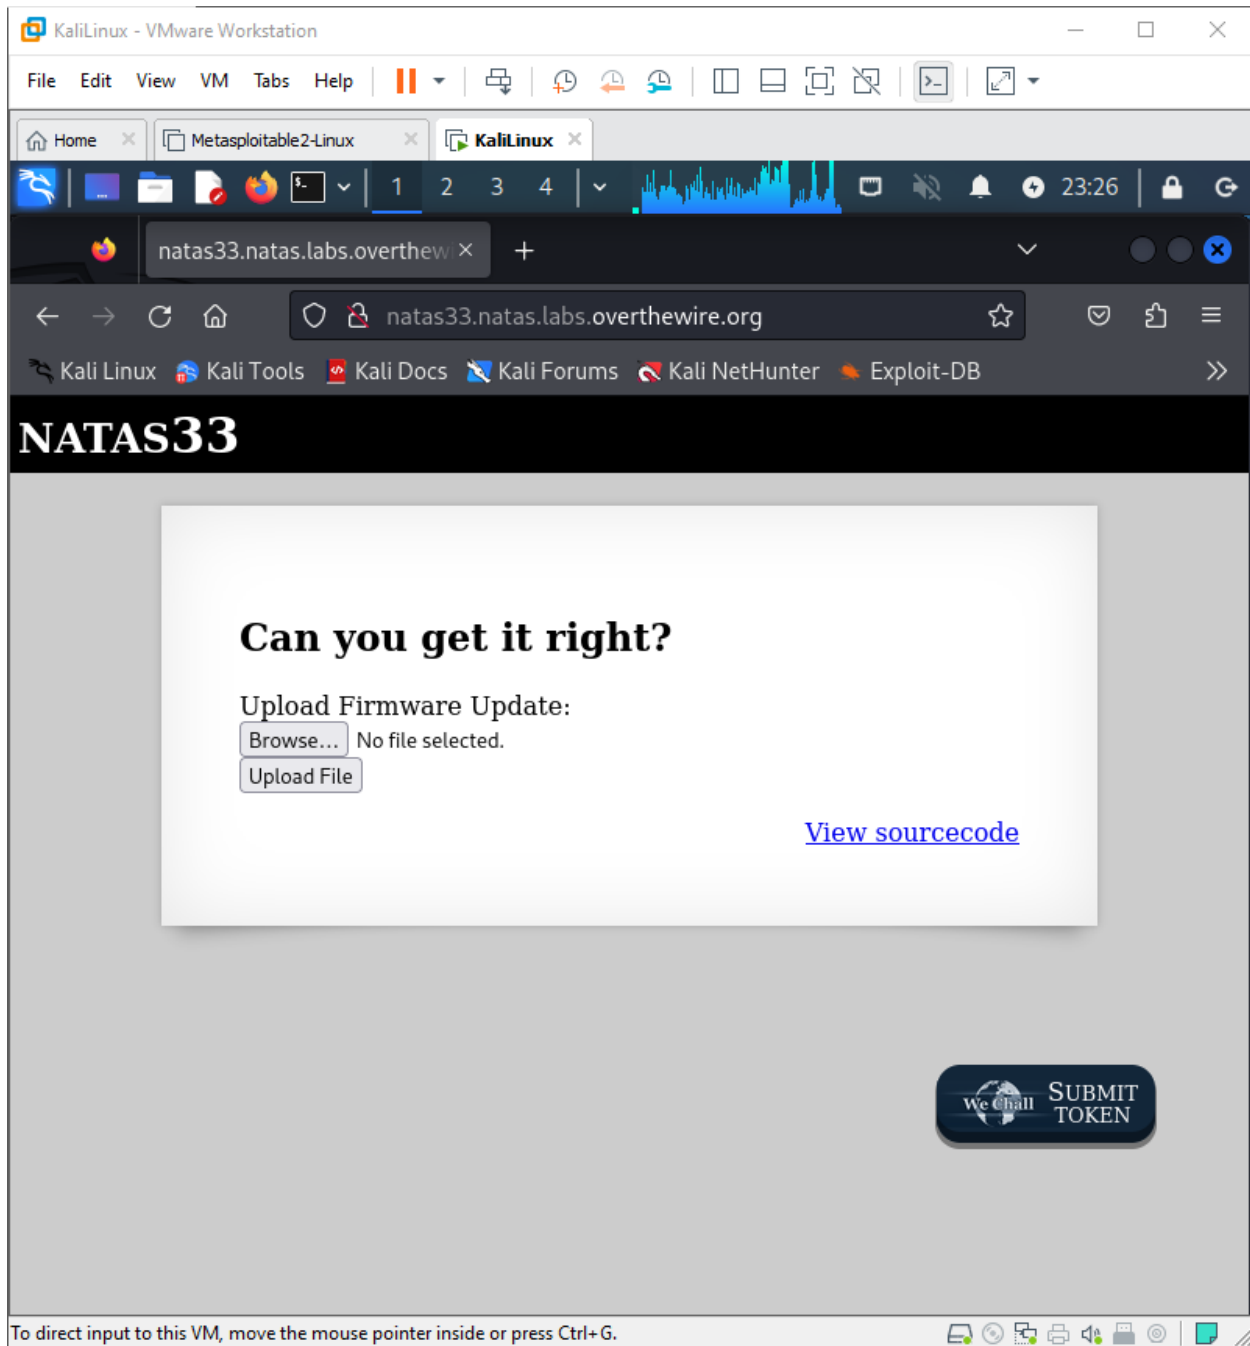 KaliLinux - VMware Workstation
File Edit View VM Tabs Help
Home Metasploitable2-Linux KaliLinux
1 2 3 4 23:26
natas33.natas.labs.overthewi
natas33.natas.labs.overthewire.org
Kali Linux Kali Tools Kali Docs Kali Forums Kali NetHunter Exploit-DB
NATAS33
Can you get it right?
Upload Firmware Update:
Browse... No file selected.
Upload File
View sourcecode
We Chall SUBMIT
TOKEN
To direct input to this VM, move the mouse pointer inside or press Ctrl+G.